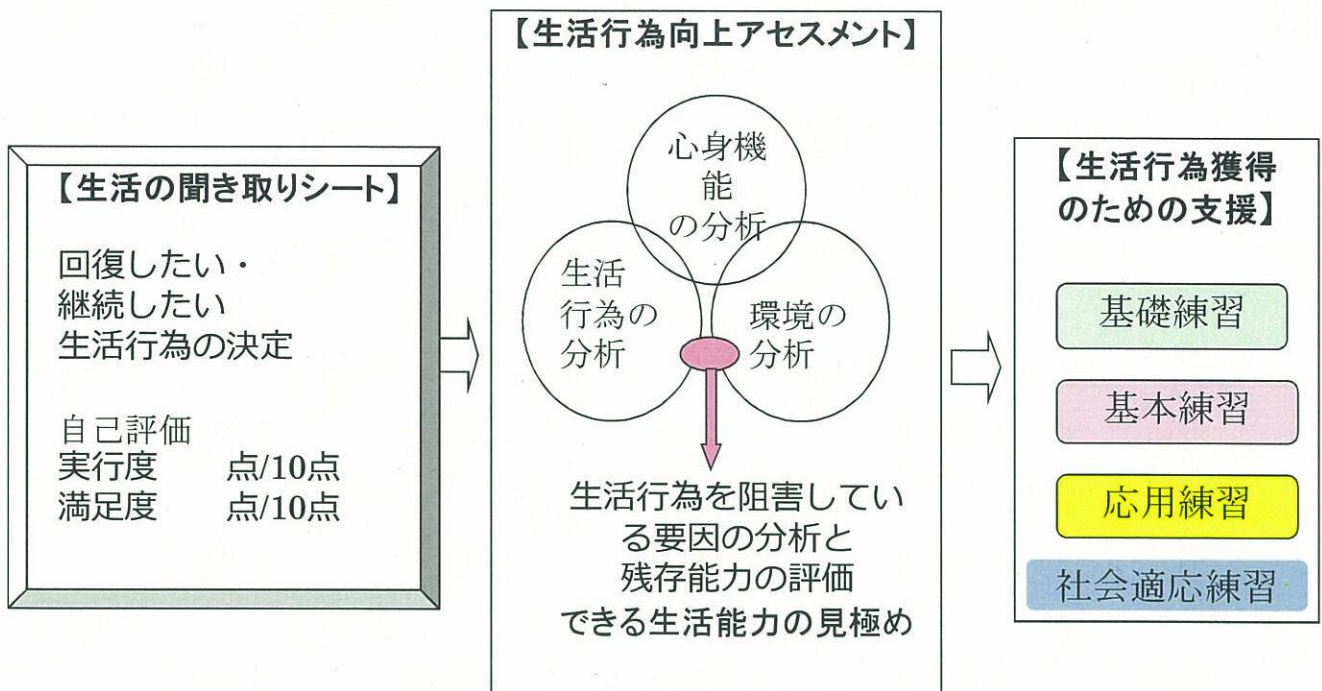 【生活の聞き取りシート】
回復したい・
継続したい
生活行為の決定
自己評価
実行度 点/10点
満足度 点/10点
【生活行為向上アセスメント】
心身機
能
の分析
生活
行為の
分析
環境の
分析
生活行為を阻害してい
る要因の分析と
残存能力の評価
できる生活能力の見極め
【生活行為獲得
のための支援】
基礎練習
基本練習
応用練習
社会適応練習